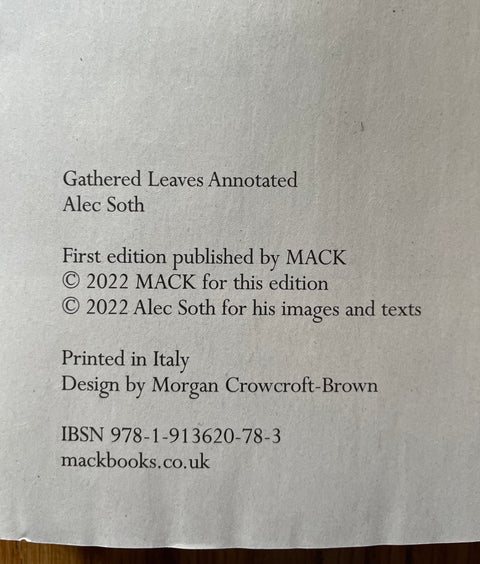 Gathered Leaves Annotated
Alec Soth
First edition published by MACK
© 2022 MACK for this edition
© 2022 Alec Soth for his images and texts
Printed in Italy
Design by Morgan Crowcroft-Brown
IBSN 978-1-913620-78-3
mackbooks.co.uk